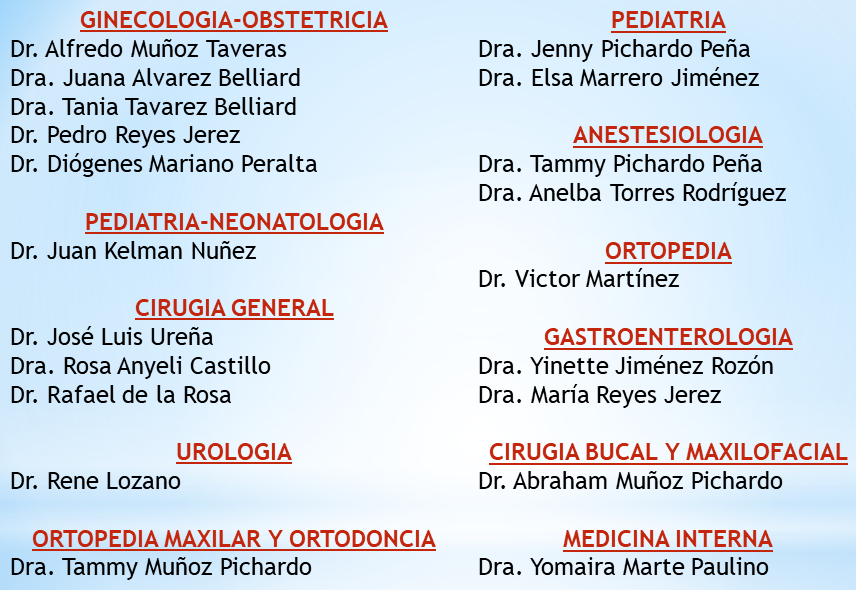 GINECOLOGIA-OBSTETRICIA
Dr. Alfredo Muñoz Taveras
Dra. Juana Alvarez Belliard
Dra. Tania Tavarez Belliard
Dr. Pedro Reyes Jerez
Dr. Diógenes Mariano Peralta
PEDIATRIA-NEONATOLOGIA
Dr. Juan Kelman Nuñez
CIRUGIA GENERAL
Dr. José Luis Ureña
Dra. Rosa Anyeli Castillo
Dr. Rafael de la Rosa
UROLOGIA
Dr. Rene Lozano
ORTOPEDIA MAXILAR Y ORTODONCIA
Dra. Tammy Muñoz Pichardo
PEDIATRIA
Dra. Jenny Pichardo Peña
Dra. Elsa Marrero Jiménez
ANESTESIOLOGIA
Dra. Tammy Pichardo Peña
Dra. Anelba Torres Rodríguez
ORTOPEDIA
Dr. Victor Martínez
GASTROENTEROLOGIA
Dra. Yinette Jiménez Rozón
Dra. María Reyes Jerez
CIRUGIA BUCAL Y MAXILOFACIAL
Dr. Abraham Muñoz Pichardo
MEDICINA INTERNA
Dra. Yomaira Marte Paulino